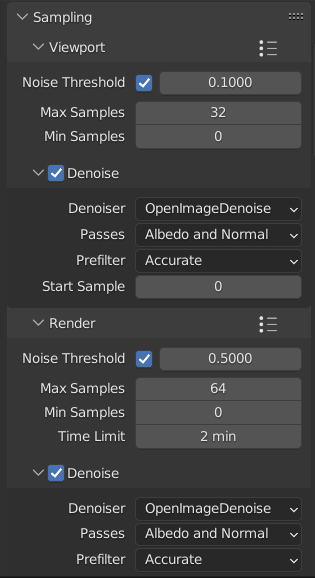 Sampling
Viewport
Noise Threshold 0.1000
Max Samples 32
Min Samples 0
Denoise
Denoiser OpenImageDenoise
Passes Albedo and Normal
Prefilter Accurate
Start Sample 0
Render
Noise Threshold 0.5000
Max Samples 64
Min Samples 0
Time Limit 2 min
Denoise
Denoiser OpenImageDenoise
Passes Albedo and Normal
Prefilter Accurate